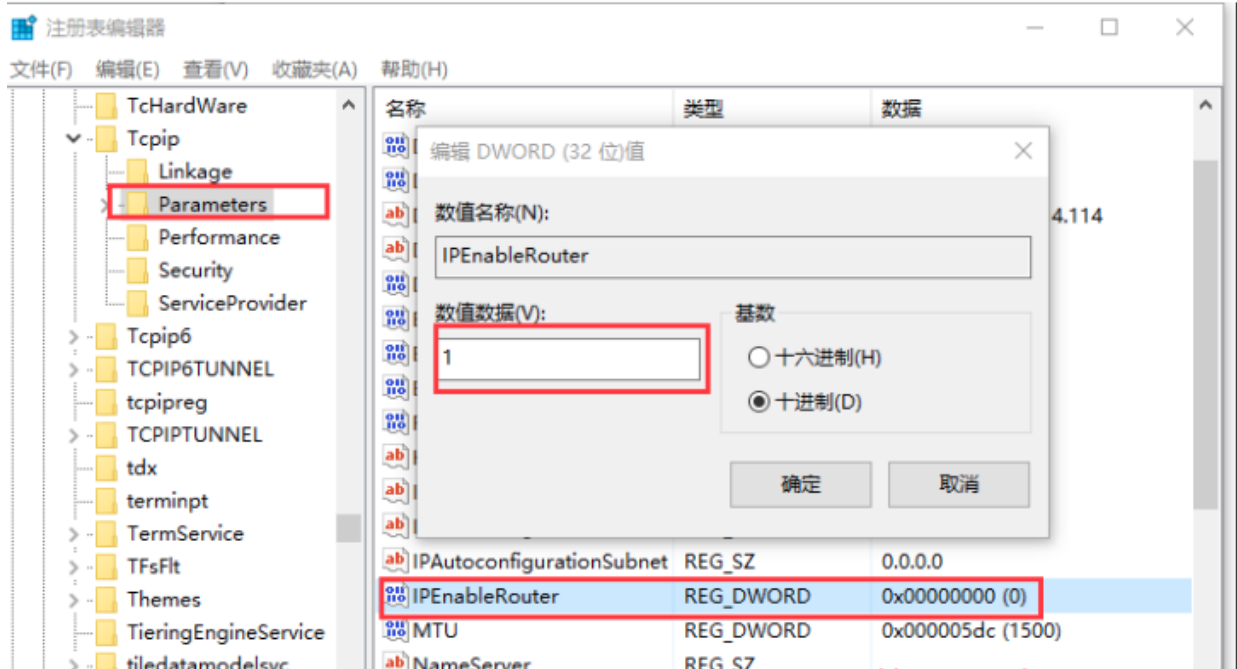 注册表编辑器
文件(F) 编辑(E) 查看(V) 收藏夹(A) 帮助(H)
TcHardWare
Tcpip
Linkage
Parameters
Performance
Security
ServiceProvider
Tcpip6
TCPIP6TUNNEL
tcpipreg
TCPIPTUNNEL
tdx
terminpt
TermService
TFsFlt
Themes
TieringEngineService
tiledatamodelsvc
名称 类型 数据
4.114
编辑 DWORD (32 位)值
数值名称(N):
IPEnableRouter
数值数据(V):
1
基数
十六进制(H)
十进制(D)
确定 取消
IPAutoconfigurationSubnet REG_SZ 0.0.0.0
IPEnableRouter REG_DWORD 0x00000000 (0)
MTU REG_DWORD 0x000005dc (1500)
NameServer REG_SZ